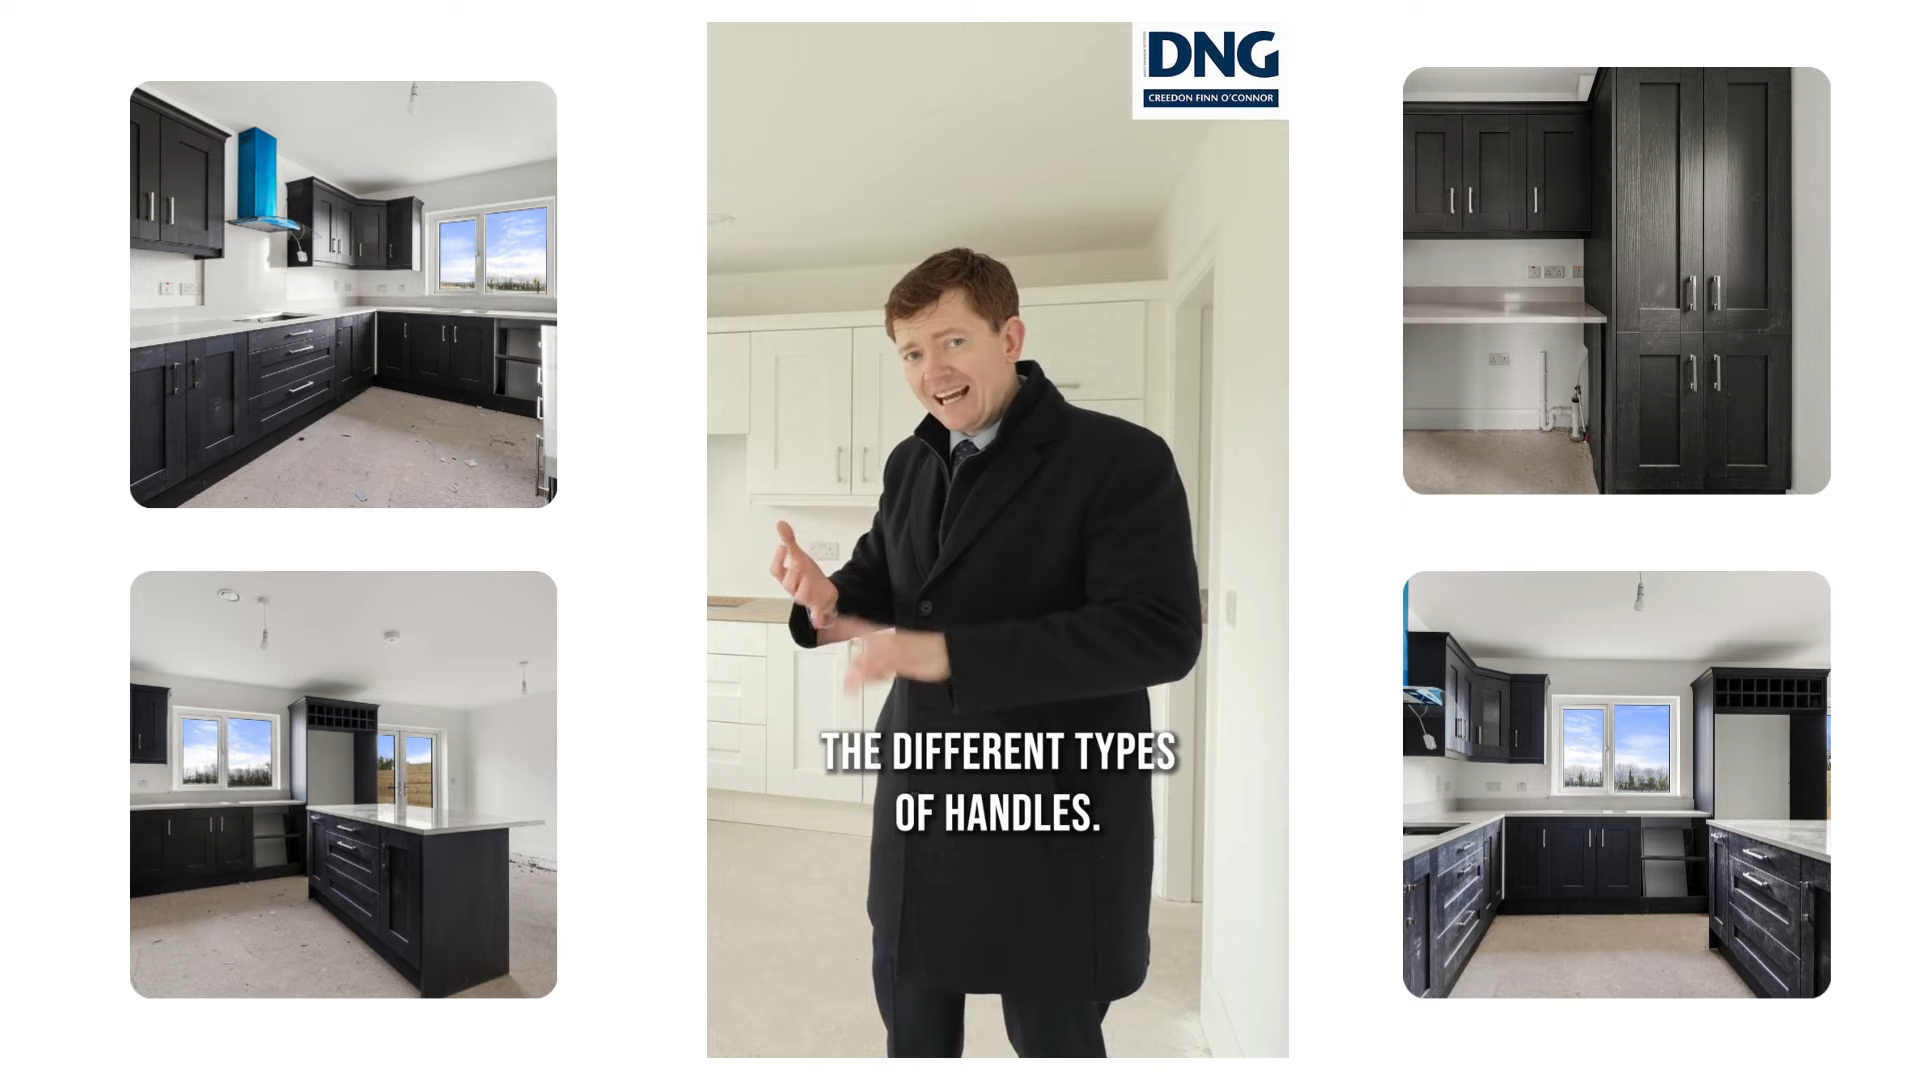 DNG
CREEDON FINN O'CONNOR
THE DIFFERENT TYPES
OF HANDLES.